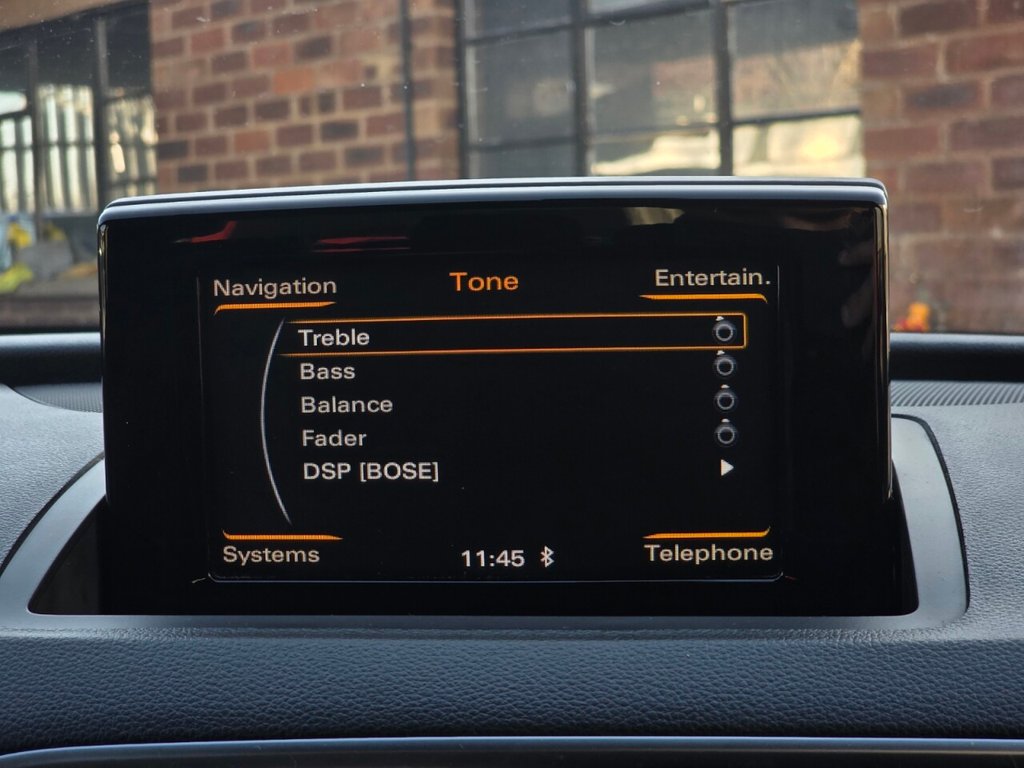 Navigation Tone Entertain.
Treble
Bass
Balance
Fader
DSP [BOSE]
Systems 11:45 Telephone